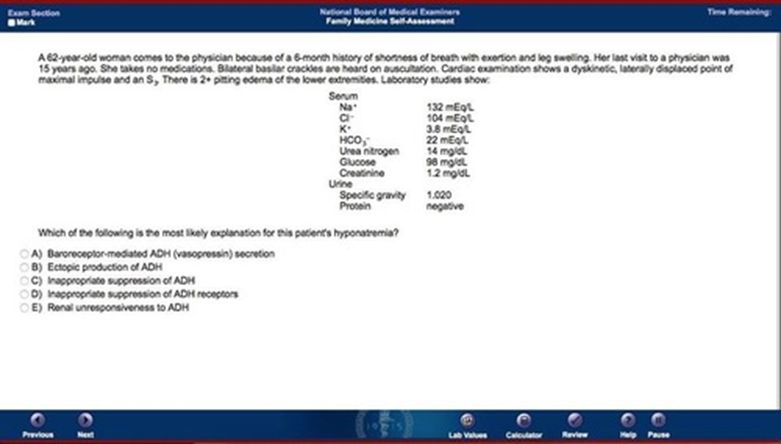 Exam Section
National Board of Medical Examiners
Time Remaining:
Mark
Family Medicine Self-Assessment
A 62-year-old woman comes to the physician because of a 6-month history of shortness of breath with exertion and leg swelling. Her last visit to a physician was
15 years ago. She takes no medications. Bilateral basilar crackles are heard on auscultation. Cardiac examination shows a dyskinetic, laterally displaced point of
maximal impulse and an S₃. There is 2+ pitting edema of the lower extremities. Laboratory studies show:
Serum
Na⁺ 132 mEq/L
Cl⁻ 104 mEq/L
K⁺ 3.8 mEq/L
HCO₃⁻ 22 mEq/L
Urea nitrogen 14 mg/dL
Glucose 98 mg/dL
Creatinine 1.2 mg/dL
Urine
Specific gravity 1.020
Protein negative
Which of the following is the most likely explanation for this patient's hyponatremia?
A) Baroreceptor-mediated ADH (vasopressin) secretion
B) Ectopic production of ADH
C) Inappropriate suppression of ADH
D) Inappropriate suppression of ADH receptors
E) Renal unresponsiveness to ADH
Previous Next Lab Values Calculator Review Help Pause